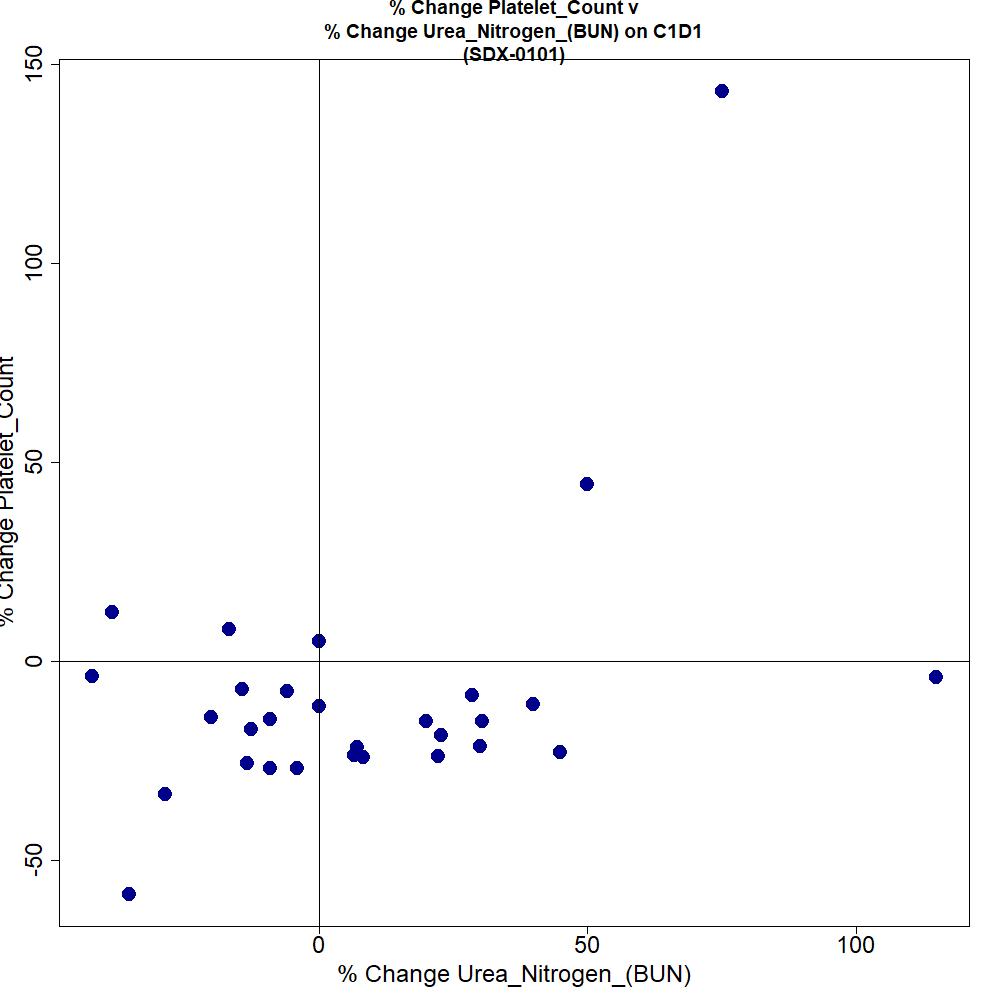 % Change Platelet_Count v
% Change Urea_Nitrogen_(BUN) on C1D1
(SDX-0101)
150
100
50
0
-50
% Change Platelet_Count
0 50 100
% Change Urea_Nitrogen_(BUN)